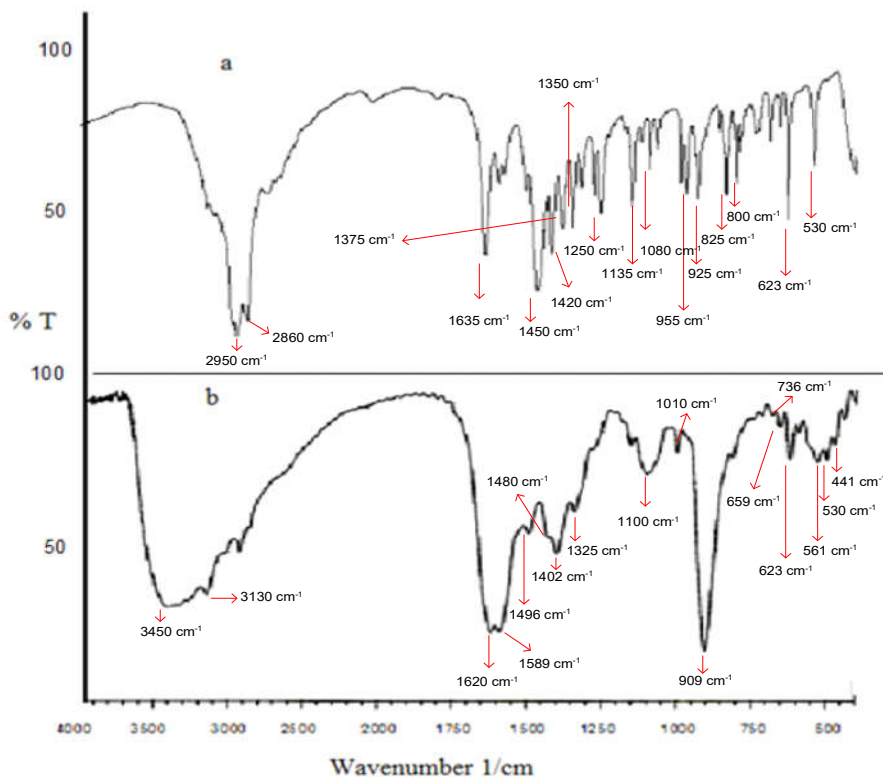 100
a
1350 cm⁻¹
50
1375 cm⁻¹
1250 cm⁻¹
1080 cm⁻¹
825 cm⁻¹
800 cm⁻¹
530 cm⁻¹
1135 cm⁻¹
925 cm⁻¹
623 cm⁻¹
1420 cm⁻¹
1635 cm⁻¹
1450 cm⁻¹
955 cm⁻¹
% T
2860 cm⁻¹
2950 cm⁻¹
100
b
736 cm⁻¹
1010 cm⁻¹
1480 cm⁻¹
441 cm⁻¹
659 cm⁻¹
530 cm⁻¹
1100 cm⁻¹
50
1325 cm⁻¹
561 cm⁻¹
623 cm⁻¹
1402 cm⁻¹
3130 cm⁻¹
1496 cm⁻¹
3450 cm⁻¹
1589 cm⁻¹
1620 cm⁻¹
909 cm⁻¹
4000 3500 3000 2500 2000 1750 1500 1250 1000 750 500
Wavenumber 1/cm